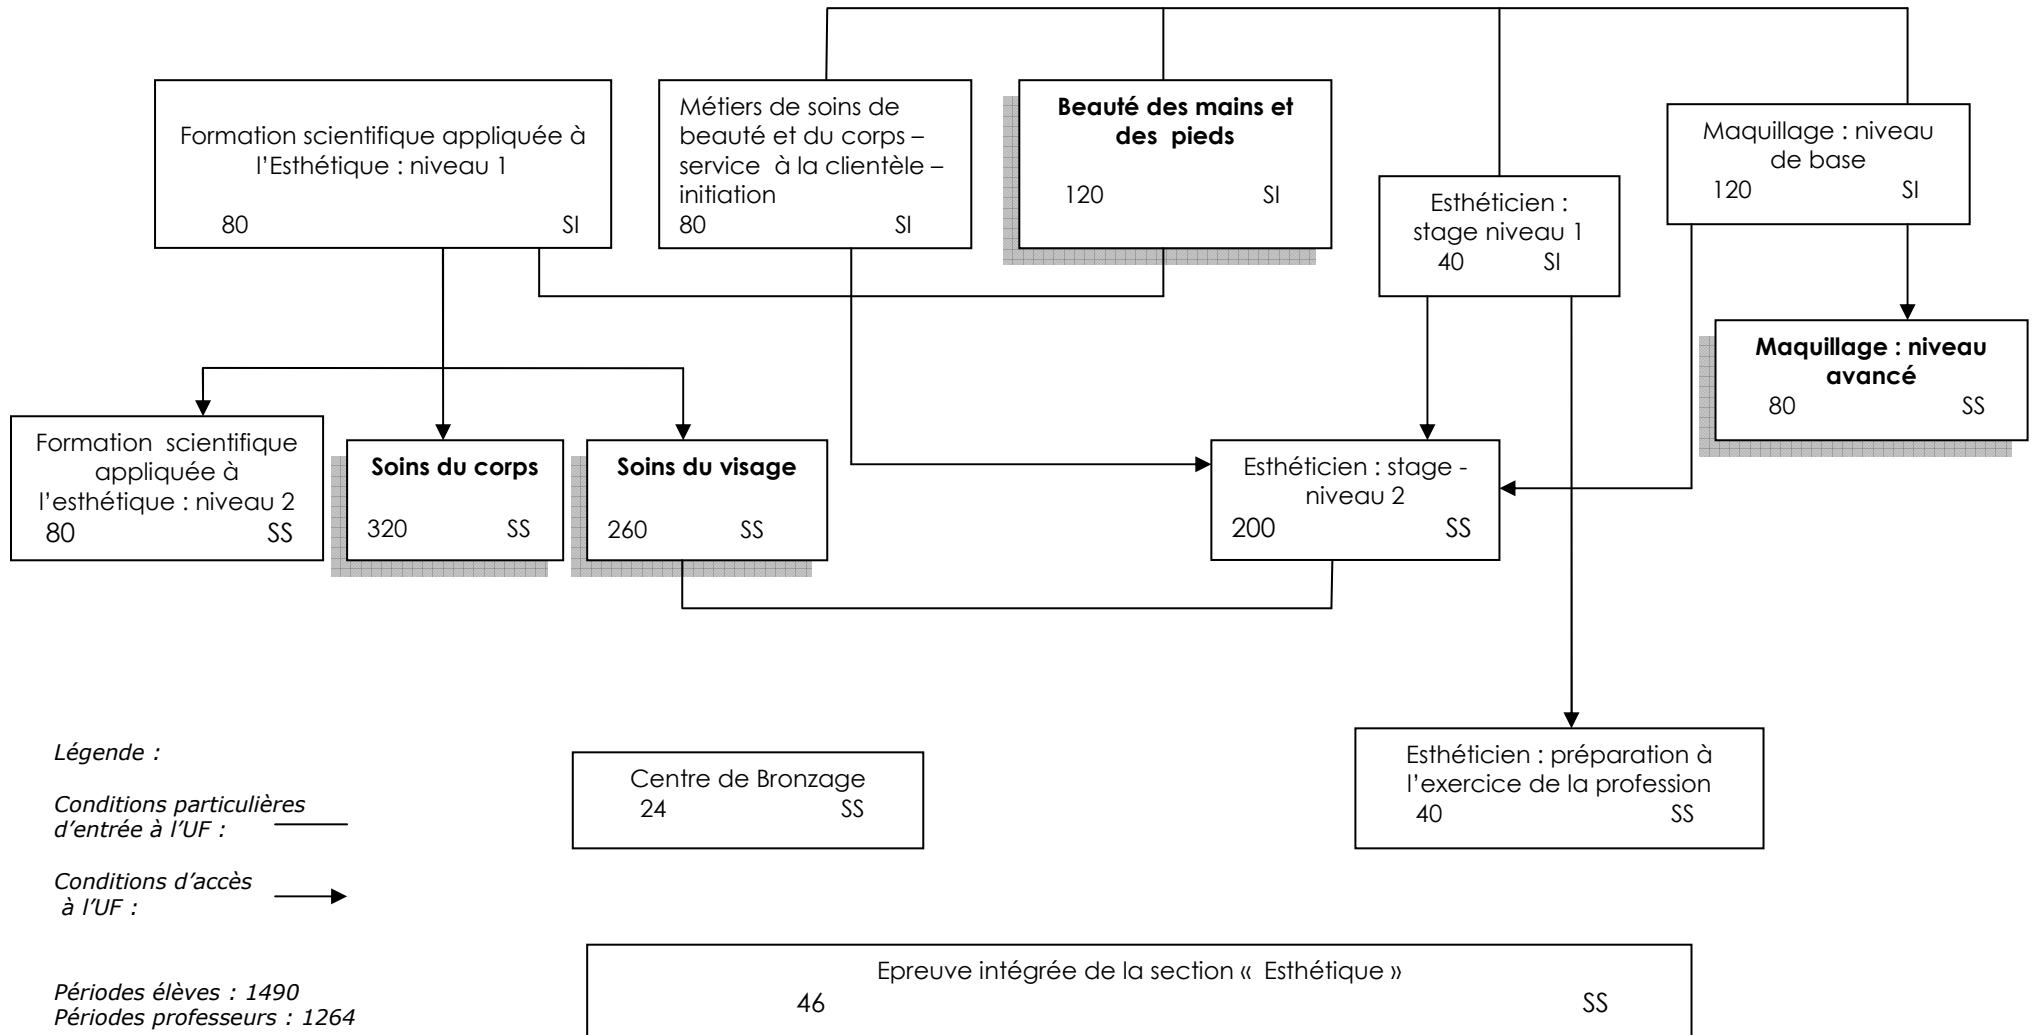 Formation scientifique appliquée à
l'Esthétique : niveau 1
80 SI
Métiers de soins de
beauté et du corps –
service à la clientèle –
initiation
80 SI
Beauté des mains et
des pieds
120 SI
Esthéticien :
stage niveau 1
40 SI
Maquillage : niveau
de base
120 SI
Maquillage : niveau
avancé
80 SS
Formation scientifique
appliquée à
l'esthétique : niveau 2
80 SS
Soins du corps
320 SS
Soins du visage
260 SS
Esthéticien : stage -
niveau 2
200 SS
Légende :
Conditions particulières
d'entrée à l'UF :
Conditions d'accès
à l'UF :
Centre de Bronzage
24 SS
Esthéticien : préparation à
l'exercice de la profession
40 SS
Epreuve intégrée de la section « Esthétique »
46 SS
Périodes élèves : 1490
Périodes professeurs : 1264